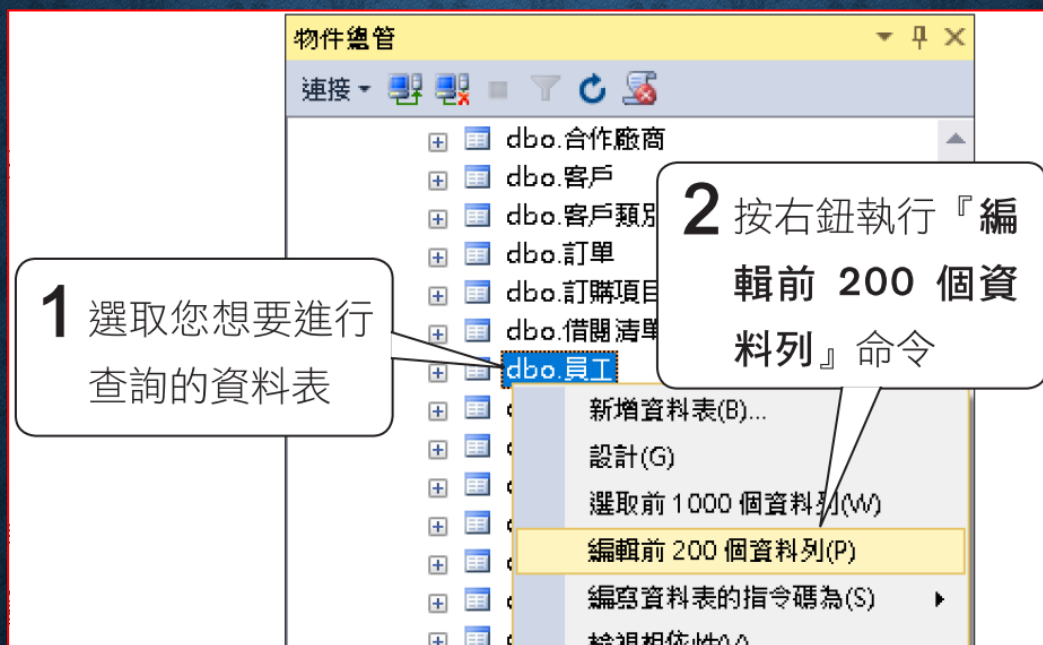 物件總管
連接
dbo.合作廠商
dbo.客戶
dbo.客戶類別
dbo.訂單
dbo.訂購項目
dbo.借閱清單
dbo.員工
1 選取您想要進行
查詢的資料表
2 按右鈕執行『編
輯前 200 個資
料列』命令
新增資料表(B)...
設計(G)
選取前 1000 個資料列(W)
編輯前 200 個資料列(P)
編寫資料表的指令碼為(S)